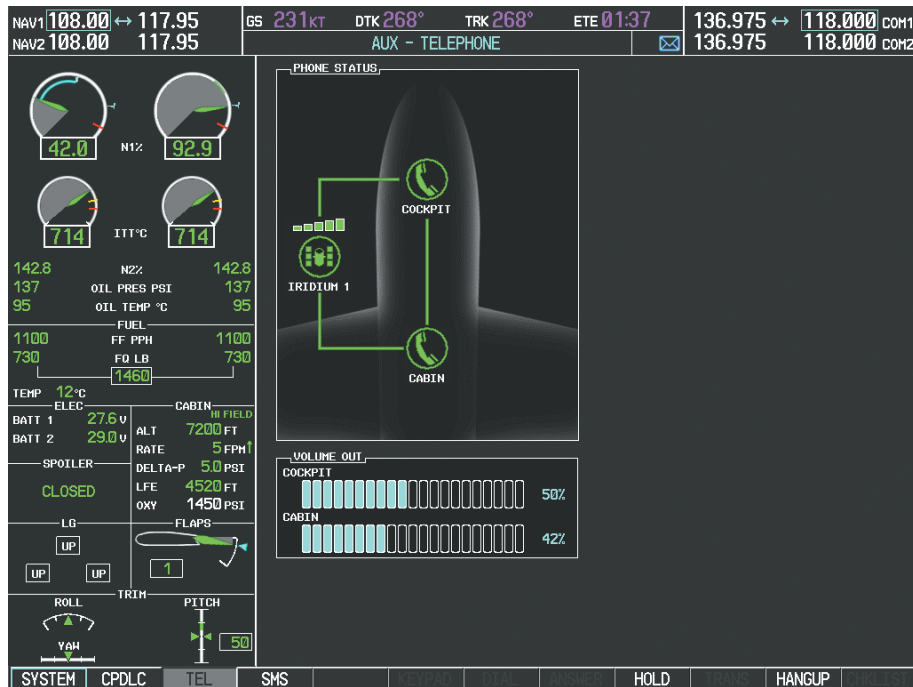 NAV1 108.00 ↔ 117.95 GS 231KT DTK 268° TRK 268° ETE 01:37 136.975 ↔ 118.000 COM1
NAV2 108.00 117.95 AUX - TELEPHONE 136.975 118.000 COM2
PHONE STATUS
42.0 N1% 92.9
COCKPIT
714 ITT°C 714
IRIDIUM 1
142.8 N2% 142.8
137 OIL PRES PSI 137
95 OIL TEMP °C 95
FUEL
1100 FF PPH 1100
730 FQ LB 730
1460
CABIN
TEMP 12°C
ELEC
BATT 1 27.6 V
BATT 2 29.0 V
CABIN
HI FIELD
ALT 7200 FT
RATE 5 FPM↑
DELTA-P 5.0 PSI
LFE 4520 FT
OXY 1450 PSI
SPOILER
CLOSED
VOLUME OUT
COCKPIT
50%
CABIN
42%
LG
UP
UP UP
FLAPS
1
TRIM
ROLL PITCH
YAW
50
SYSTEM CPDLC TEL SMS KEYPAD DIAL ANSWER HOLD TRANS HANGUP CHKLIST